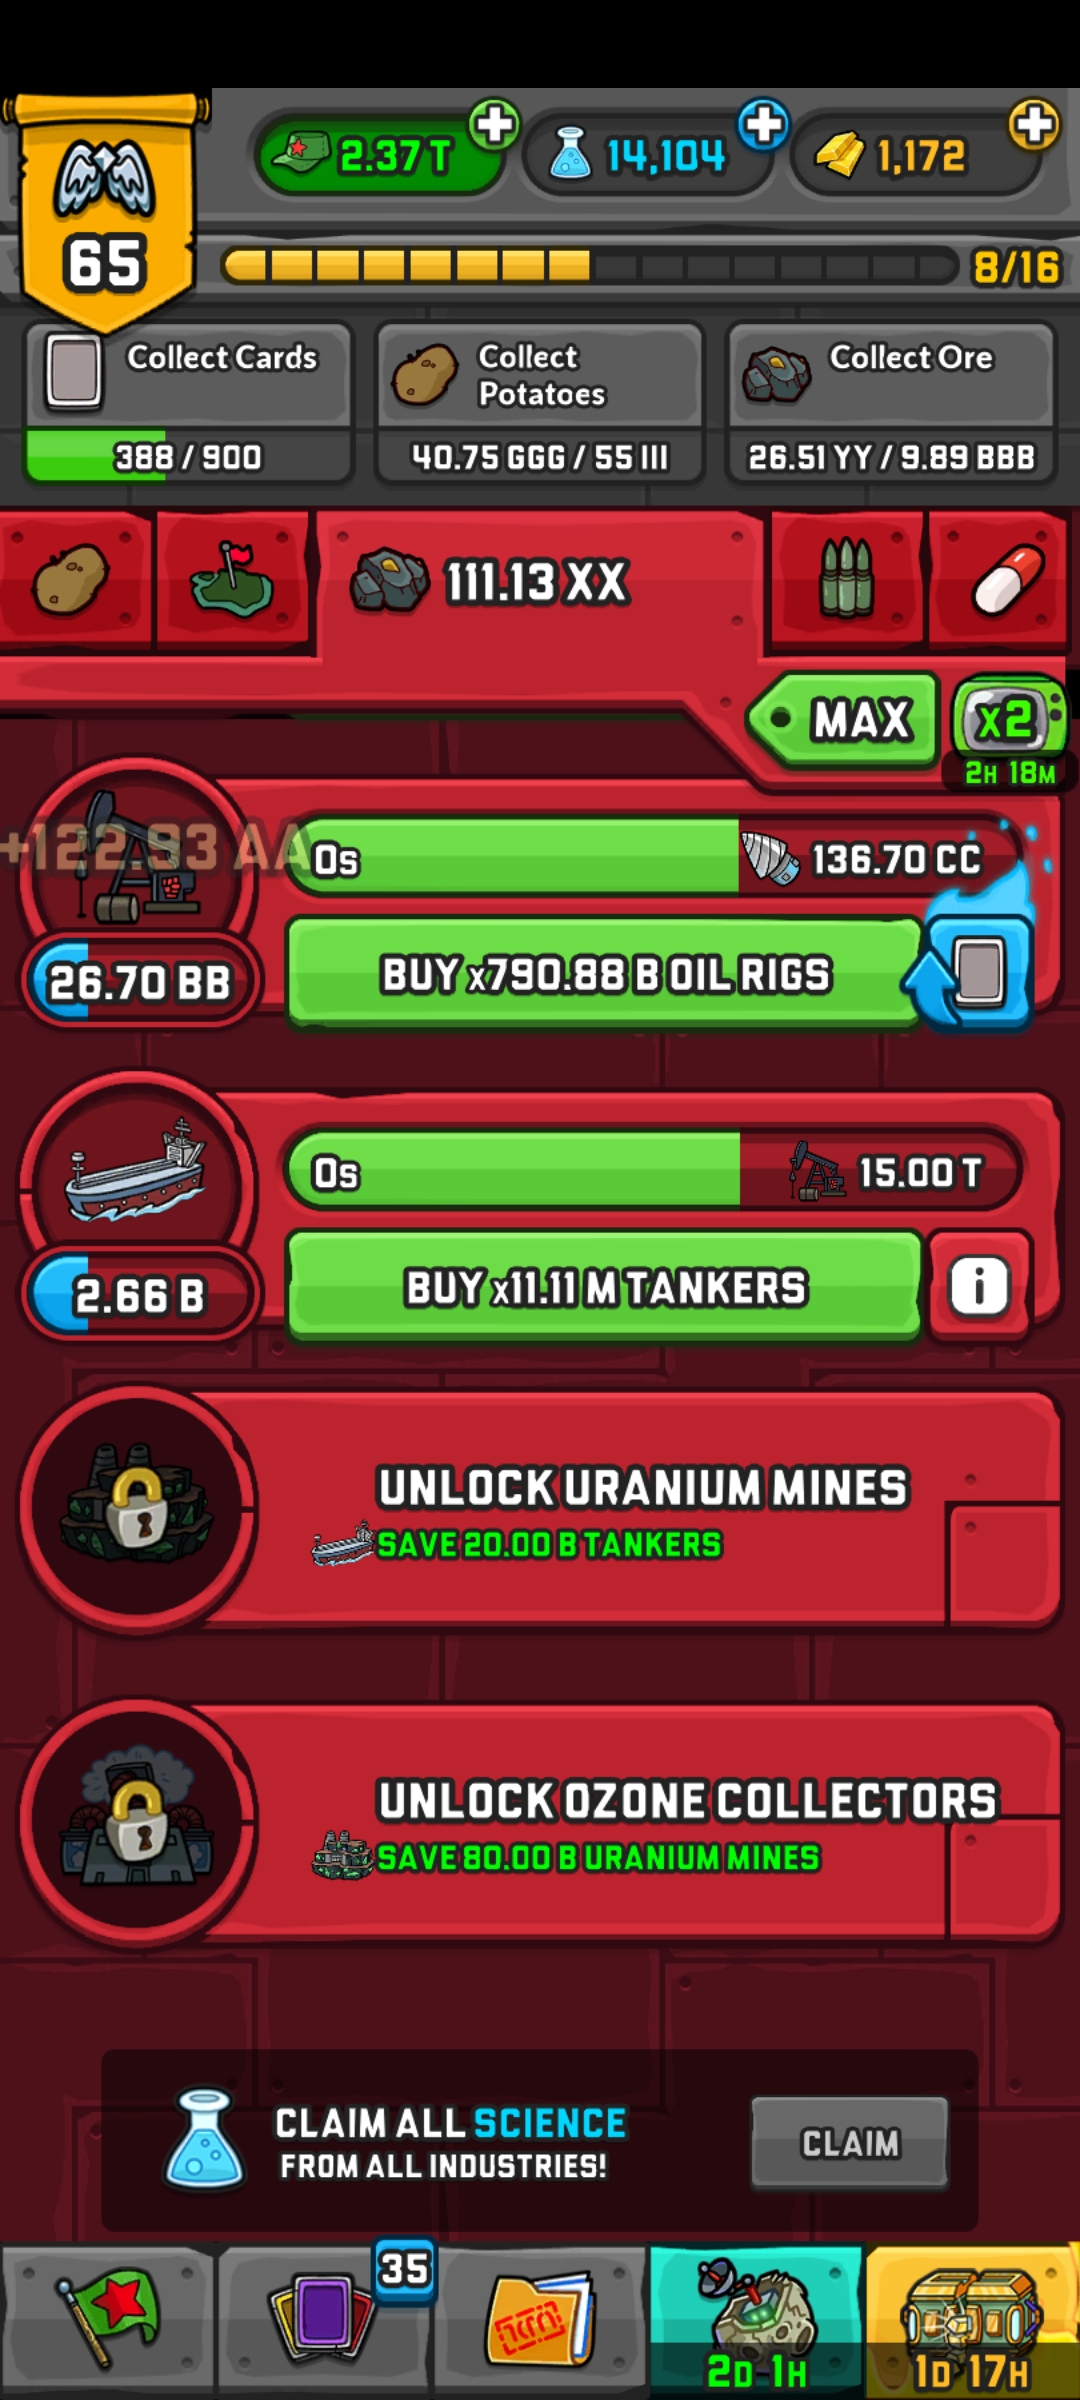 2.37 T
14,104
1,172
65
8/16
Collect Cards
388 / 900
Collect
Potatoes
40.75 GGG / 55 III
Collect Ore
26.51 YY / 9.89 BBB
111.13 XX
MAX
x2
2H 18M
+122.93 AA
0s
136.70 CC
26.70 BB
BUY x790.88 B OIL RIGS
0s
15.00 T
2.66 B
BUY x11.11 M TANKERS
i
UNLOCK URANIUM MINES
SAVE 20.00 B TANKERS
UNLOCK OZONE COLLECTORS
SAVE 80.00 B URANIUM MINES
CLAIM ALL SCIENCE
FROM ALL INDUSTRIES!
CLAIM
35
2D 1H
1D 17H